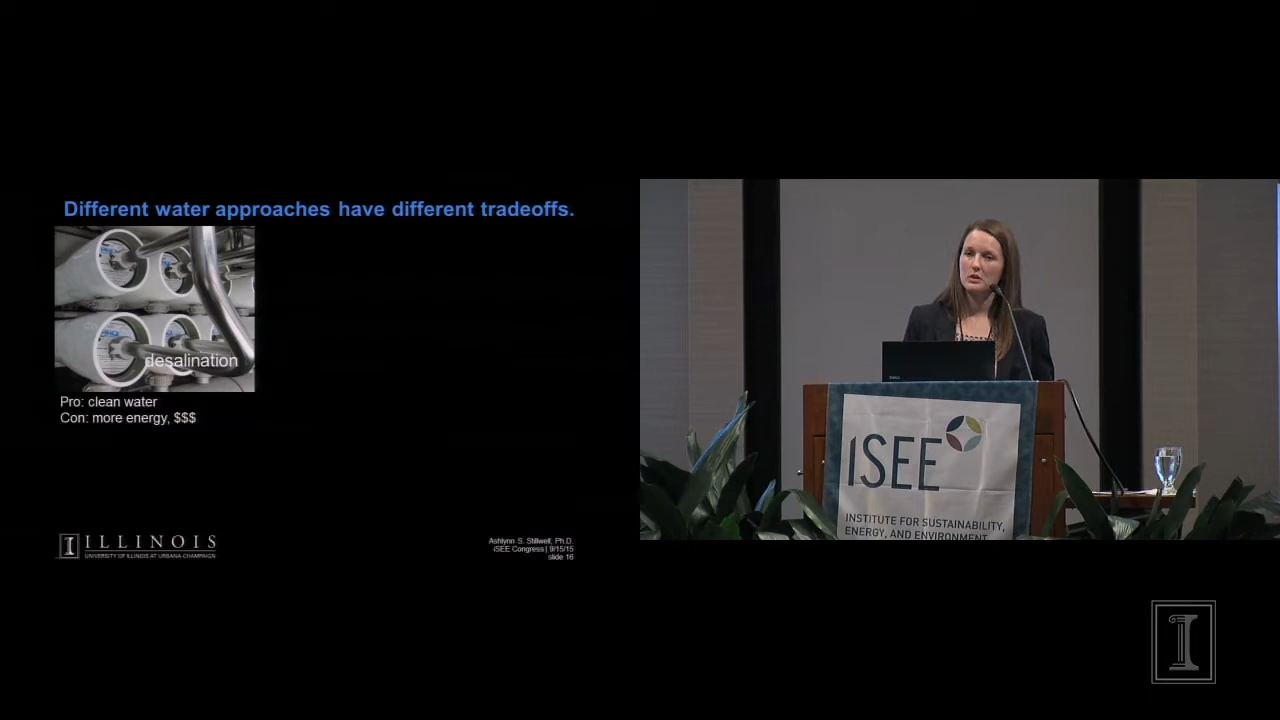 Different water approaches have different tradeoffs.
desalination
Pro: clean water
Con: more energy, $$$
I ILLINOIS
UNIVERSITY OF ILLINOIS AT URBANA-CHAMPAIGN
Ashlynn S. Stillwell, Ph.D.
iSEE Congress | 9/15/15
slide 16
iSEE
INSTITUTE FOR SUSTAINABILITY,
ENERGY, AND ENVIRONMENT
DELL
I